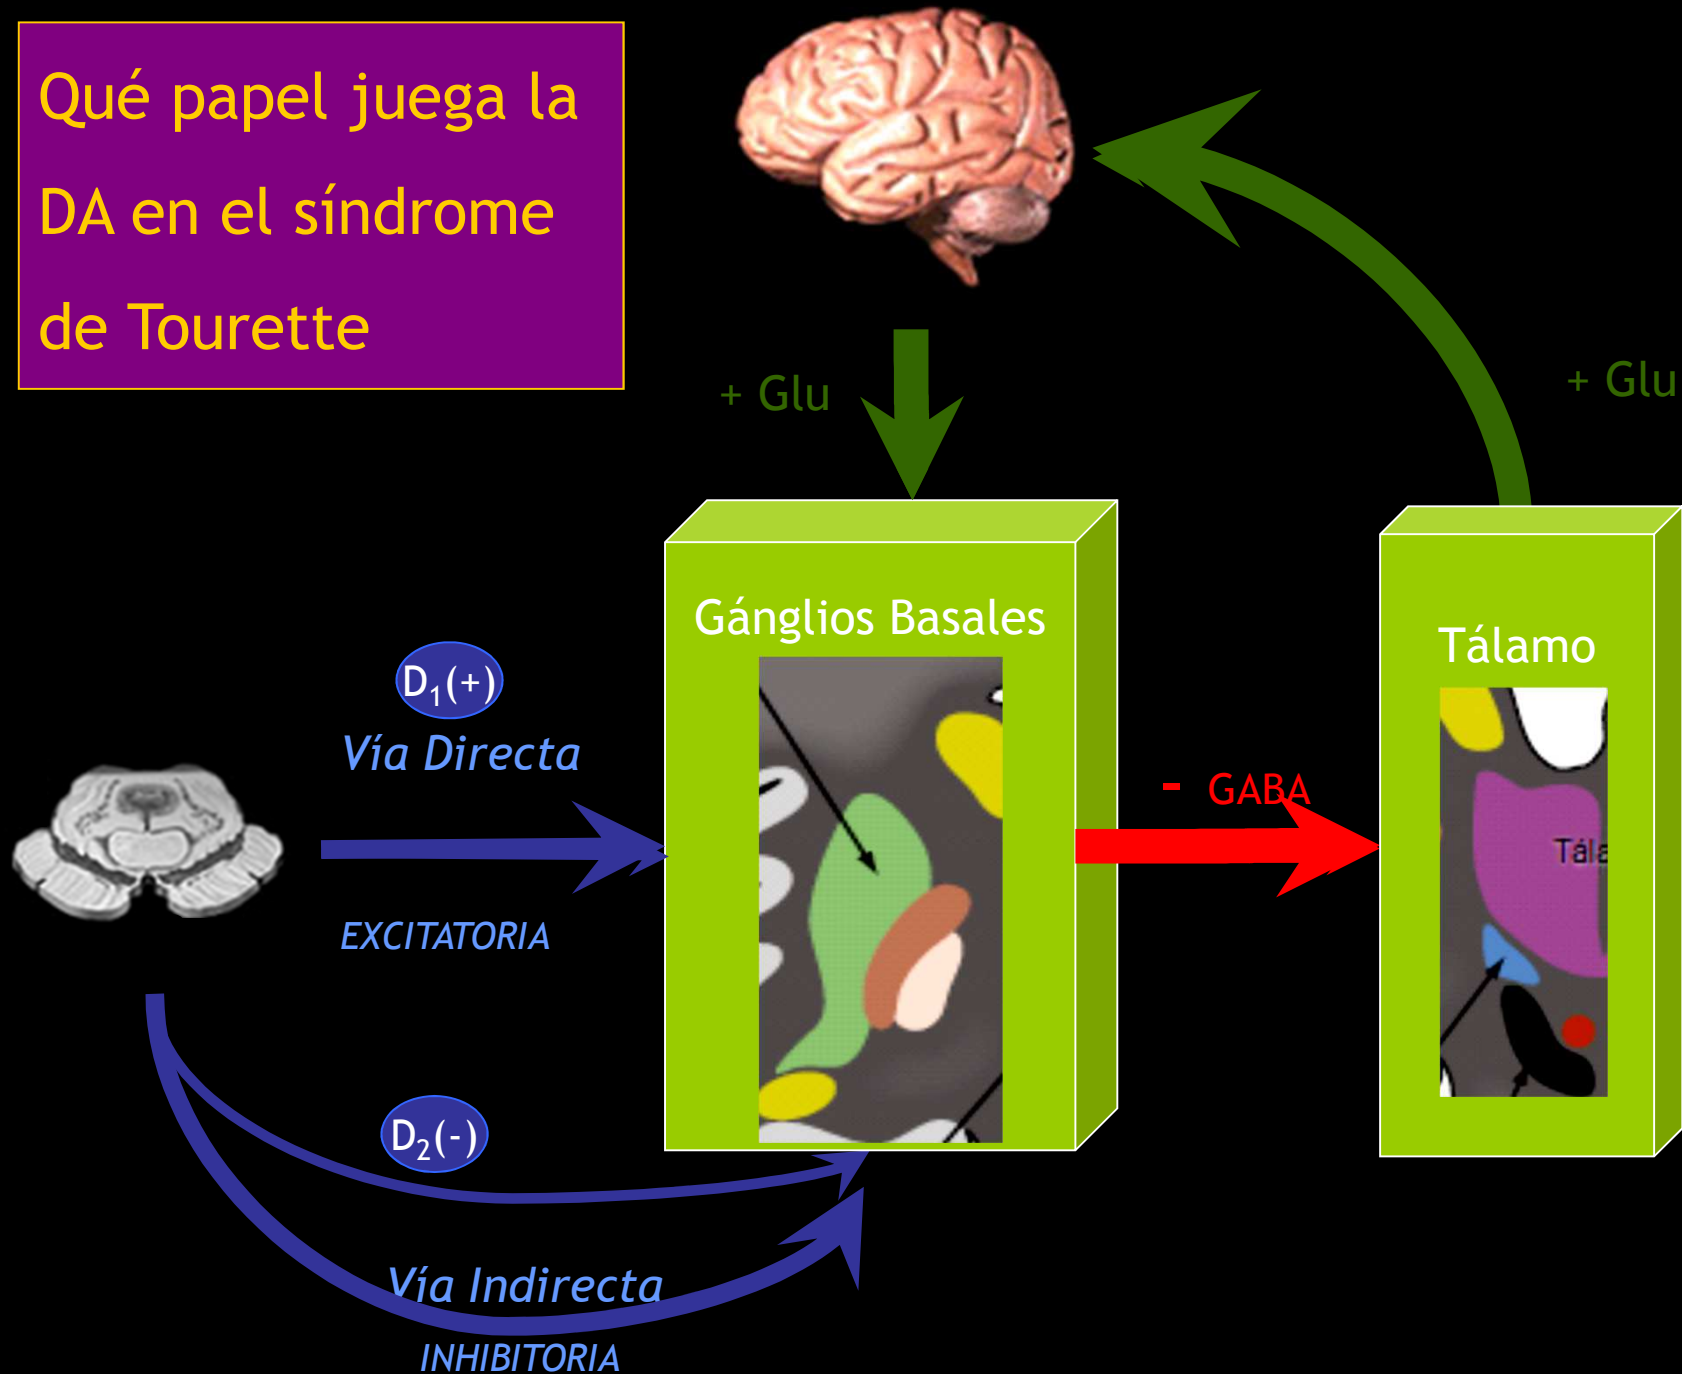 Qué papel juega la
DA en el síndrome
de Tourette
+ Glu
+ Glu
Gánglios Basales
Tálamo
D₁(+)
Vía Directa
- GABA
EXCITATORIA
D₂(-)
Vía Indirecta
INHIBITORIA